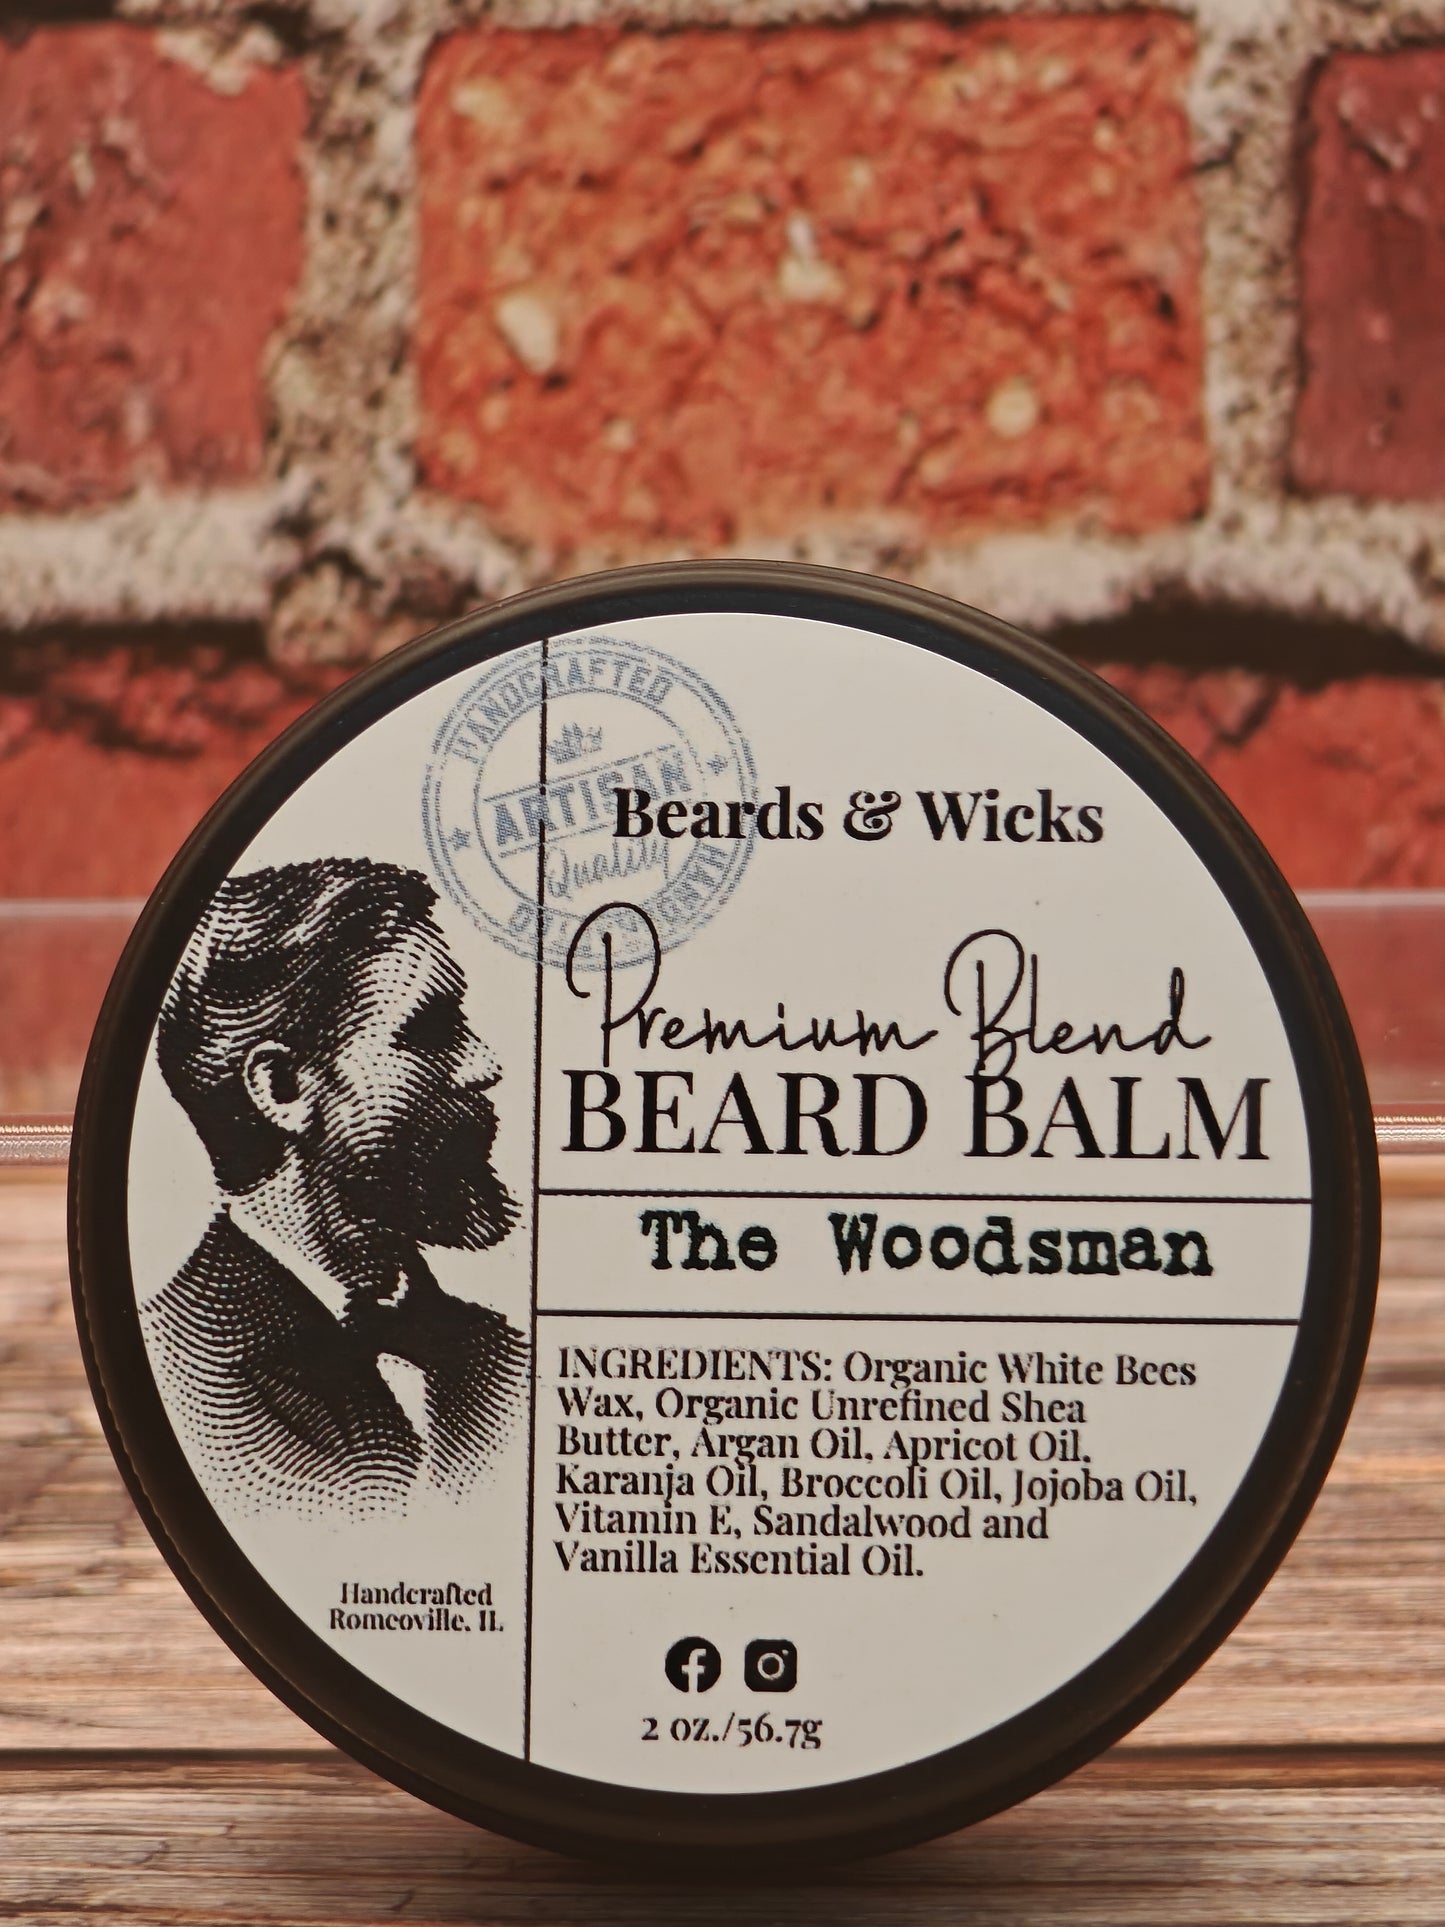 HANDCRAFTED
ARTISAN
Quality
Beards & Wicks
Premium Blend
BEARD BALM
The Woodsman
INGREDIENTS: Organic White Bees
Wax, Organic Unrefined Shea
Butter, Argan Oil, Apricot Oil.
Karanja Oil, Broccoli Oil, Jojoba Oil,
Vitamin E, Sandalwood and
Vanilla Essential Oil.
Handcrafted
Romeoville, IL
2 oz./56.7g